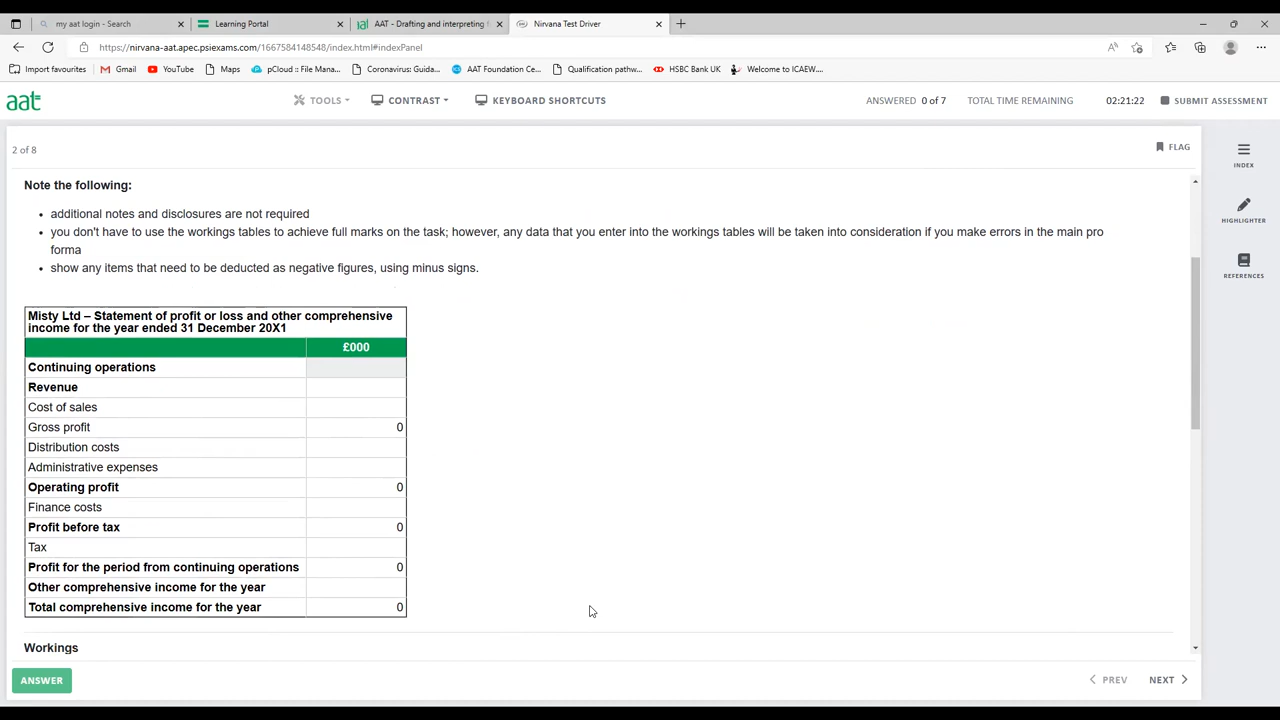 my aat login - Search
Learning Portal
AAT - Drafting and interpreting f
Nirvana Test Driver
https://nirvana-aat.apec.psiexams.com/1667584148548/index.html#indexPanel
Import favourites
Gmail
YouTube
Maps
pCloud :: File Mana...
Coronavirus: Guida...
AAT Foundation Ce...
Qualification pathw...
HSBC Bank UK
Welcome to ICAEW....
aat
TOOLS
CONTRAST
KEYBOARD SHORTCUTS
ANSWERED 0 of 7
TOTAL TIME REMAINING 02:21:22
SUBMIT ASSESSMENT
2 of 8
FLAG
INDEX
HIGHLIGHTER
REFERENCES
Note the following:
• additional notes and disclosures are not required
• you don't have to use the workings tables to achieve full marks on the task; however, any data that you enter into the workings tables will be taken into consideration if you make errors in the main pro
forma
• show any items that need to be deducted as negative figures, using minus signs.
Misty Ltd – Statement of profit or loss and other comprehensive
income for the year ended 31 December 20X1
£000
Continuing operations
Revenue
Cost of sales
Gross profit 0
Distribution costs
Administrative expenses
Operating profit 0
Finance costs
Profit before tax 0
Tax
Profit for the period from continuing operations 0
Other comprehensive income for the year
Total comprehensive income for the year 0
Workings
ANSWER
PREV
NEXT